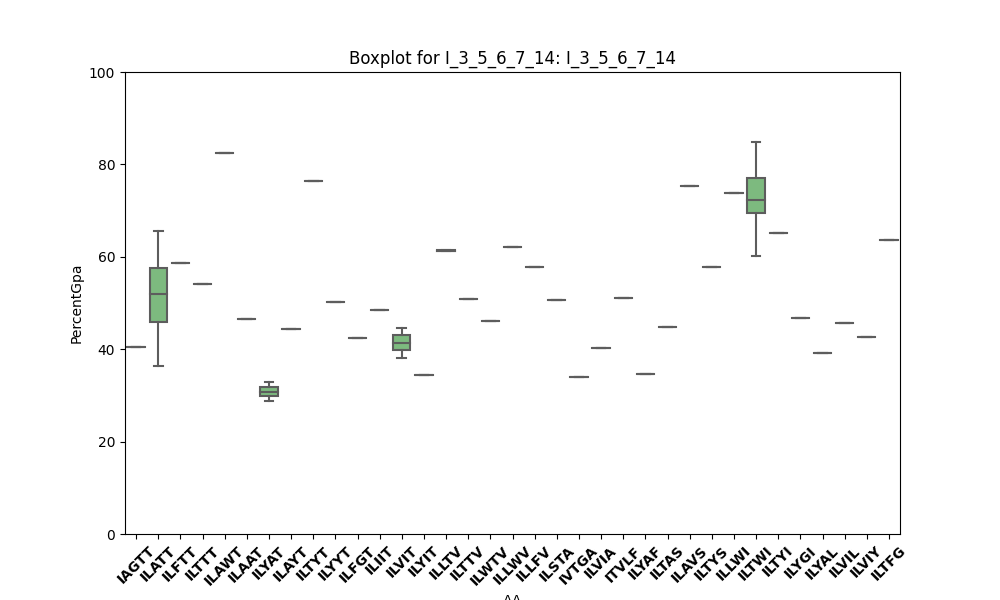 Boxplot for I_3_5_6_7_14: I_3_5_6_7_14
100
80
60
40
20
0
PercentGpa
IAGTT ILATT ILFTT ILTTT ILAWT ILAAT ILYAT ILAYT ILTYT ILYYT ILFGT ILIIT ILVIT ILYIT ILLTV ILTTV ILWTV ILLWV ILLFV ILSTA IVTGA ILVIA ITVLF ILYAF ILTAS ILAVS ILTYS ILLWI ILTWI ILTYI ILYGI ILYAL ILVIL ILVIY ILTFG
AA